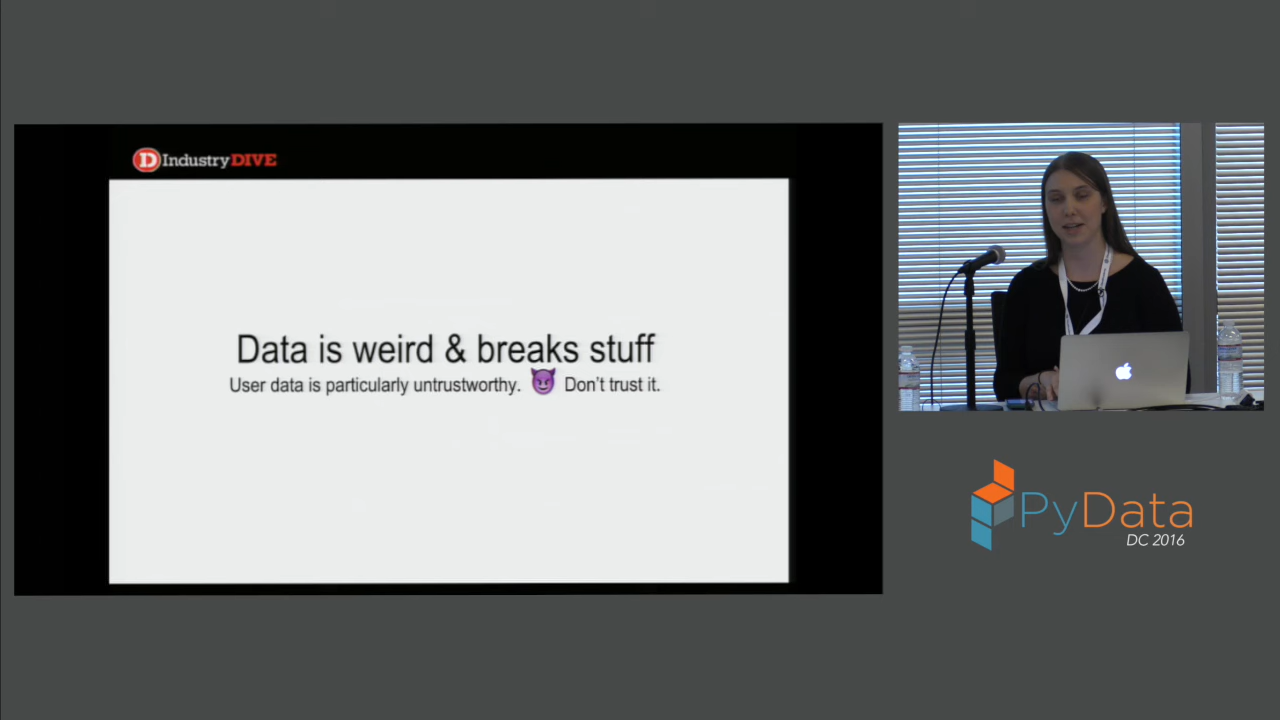 D IndustryDIVE
Data is weird & breaks stuff
User data is particularly untrustworthy. 😈 Don't trust it.
PyData
DC 2016